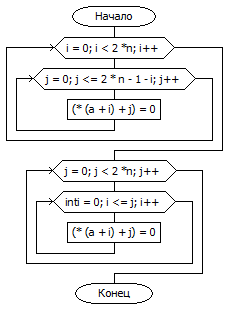 Начало
i = 0; i < 2 *n; i++
j = 0; j <= 2 * n - 1 - i; j++
(* (a + i) + j) = 0
j = 0; j < 2 *n; j++
inti = 0; i <= j; i++
(* (a + i) + j) = 0
Конец